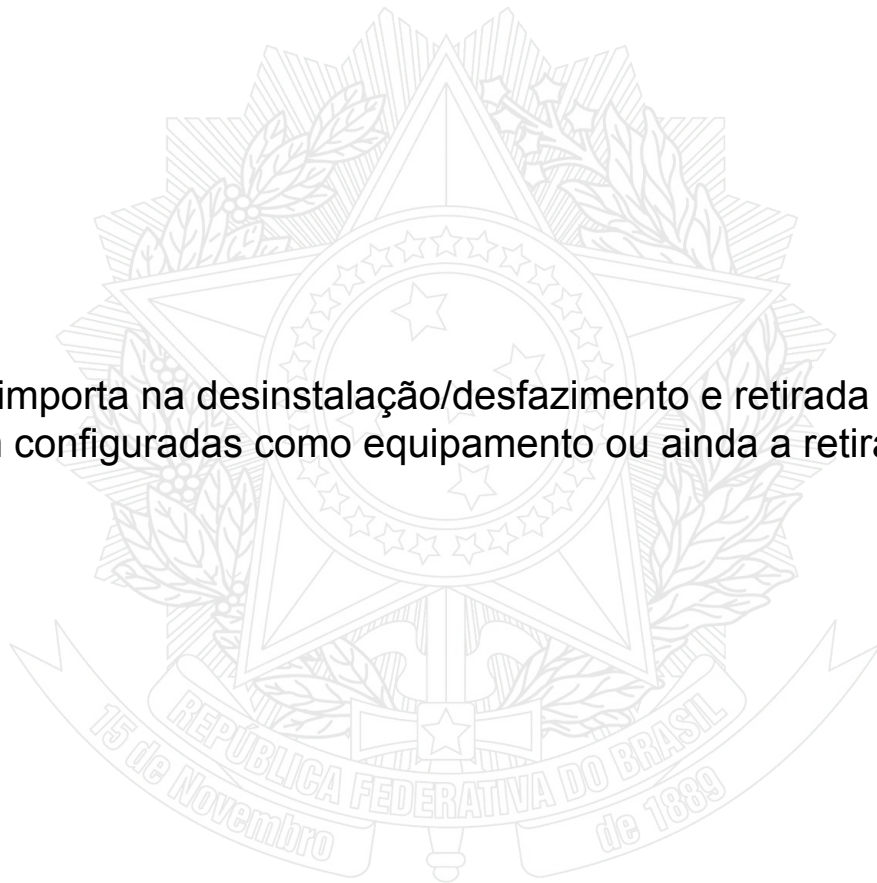 importa na desinstalação/desfazimento e retirada
configuradas como equipamento ou ainda a
REPÚBLICA FEDERATIVA DO BRASIL
15 de Novembro de 1889